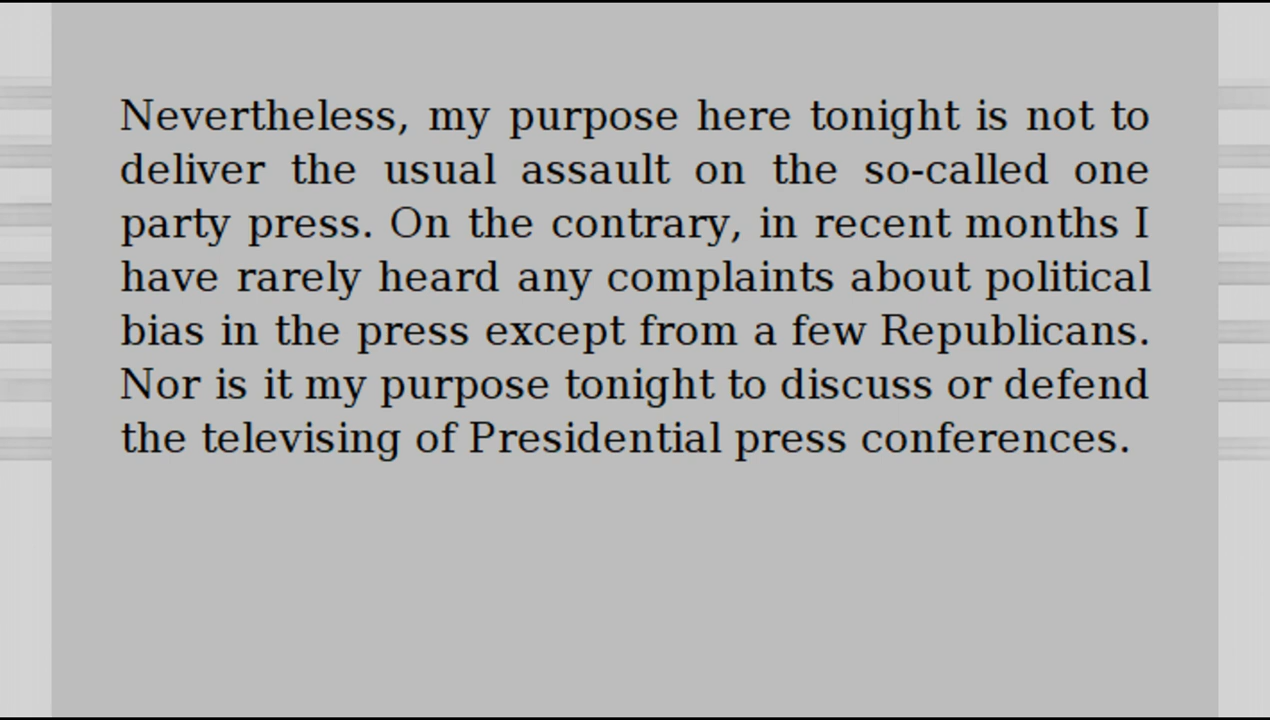 Nevertheless, my purpose here tonight is not to
deliver the usual assault on the so-called one
party press. On the contrary, in recent months I
have rarely heard any complaints about political
bias in the press except from a few Republicans.
Nor is it my purpose tonight to discuss or defend
the televising of Presidential press conferences.